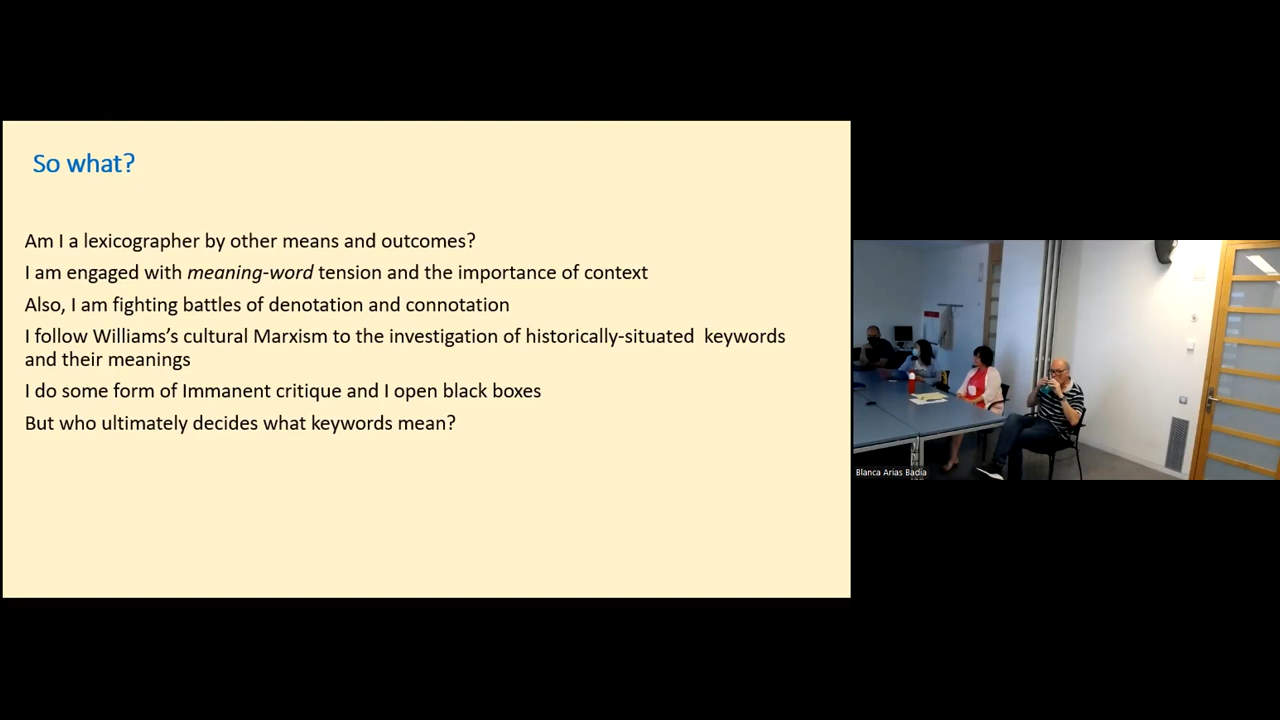 So what?
Am I a lexicographer by other means and outcomes?
I am engaged with meaning-word tension and the importance of context
Also, I am fighting battles of denotation and connotation
I follow Williams's cultural Marxism to the investigation of historically-situated keywords
and their meanings
I do some form of Immanent critique and I open black boxes
But who ultimately decides what keywords mean?
Blanca Arias Badia